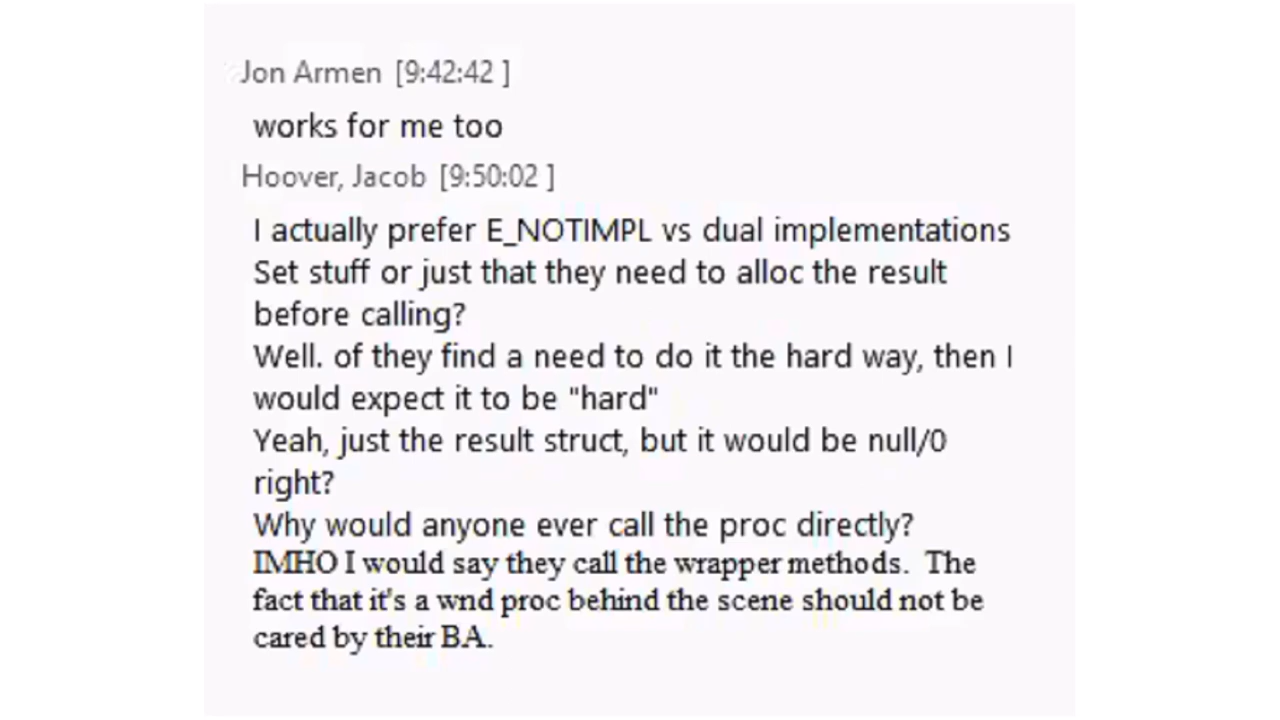 Jon Armen [9:42:42 ]
works for me too
Hoover, Jacob [9:50:02 ]
I actually prefer E_NOTIMPL vs dual implementations
Set stuff or just that they need to alloc the result
before calling?
Well. of they find a need to do it the hard way, then I
would expect it to be "hard"
Yeah, just the result struct, but it would be null/0
right?
Why would anyone ever call the proc directly?
IMHO I would say they call the wrapper methods.  The
fact that it's a wnd proc behind the scene should not be
cared by their BA.